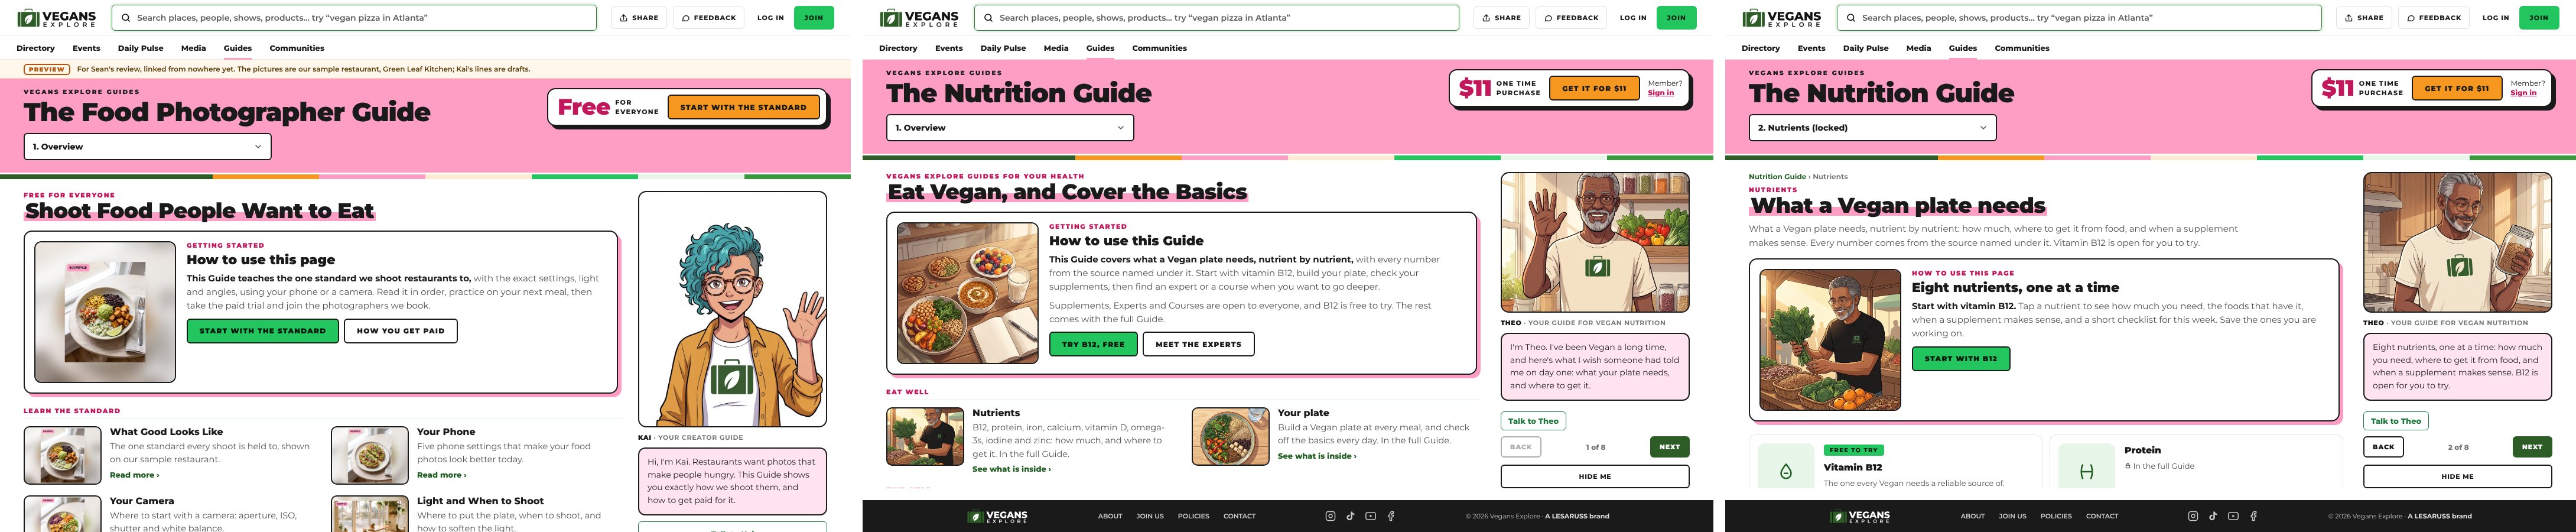 VEGANS EXPLORE
Search places, people, shows, products... try “vegan pizza in Atlanta”
SHARE
FEEDBACK
LOG IN
JOIN
Directory
Events
Daily Pulse
Media
Guides
Communities
PREVIEW
For Sean's review, linked from nowhere yet. The pictures are our sample restaurant, Green Leaf Kitchen; Kai's lines are drafts.
VEGANS EXPLORE GUIDES
The Food Photographer Guide
Free
FOR
EVERYONE
START WITH THE STANDARD
1. Overview
FREE FOR EVERYONE
Shoot Food People Want to Eat
SAMPLE
GETTING STARTED
How to use this page
This Guide teaches the one standard we shoot restaurants to, with the exact settings, light
and angles, using your phone or a camera. Read it in order, practice on your next meal, then
take the paid trial and join the photographers we book.
START WITH THE STANDARD
HOW YOU GET PAID
LEARN THE STANDARD
What Good Looks Like
The one standard every shoot is held to, shown
on our sample restaurant.
Read more ›
Your Phone
Five phone settings that make your food
photos look better today.
Read more ›
Your Camera
Where to start with a camera: aperture, ISO,
shutter and white balance.
Light and When to Shoot
Where to put the plate, when to shoot, and
how to soften the light.
KAI · YOUR CREATOR GUIDE
Hi, I'm Kai. Restaurants want photos that
make people hungry. This Guide shows
you exactly how we shoot them, and
how to get paid for it.
VEGANS EXPLORE
Search places, people, shows, products... try “vegan pizza in Atlanta”
SHARE
FEEDBACK
LOG IN
JOIN
Directory
Events
Daily Pulse
Media
Guides
Communities
VEGANS EXPLORE GUIDES
The Nutrition Guide
$11
ONE TIME
PURCHASE
GET IT FOR $11
Member?
Sign in
1. Overview
VEGANS EXPLORE GUIDES FOR YOUR HEALTH
Eat Vegan, and Cover the Basics
GETTING STARTED
How to use this Guide
This Guide covers what a Vegan plate needs, nutrient by nutrient, with every number
from the source named under it. Start with vitamin B12, build your plate, check your
supplements, then find an expert or a course when you want to go deeper.
Supplements, Experts and Courses are open to everyone, and B12 is free to try. The rest
comes with the full Guide.
TRY B12, FREE
MEET THE EXPERTS
EAT WELL
Nutrients
B12, protein, iron, calcium, vitamin D, omega-
3s, iodine and zinc: how much, and where to
get it. In the full Guide.
See what is inside ›
Your plate
Build a Vegan plate at every meal, and check
off the basics every day. In the full Guide.
See what is inside ›
THEO · YOUR GUIDE FOR VEGAN NUTRITION
I'm Theo. I've been Vegan a long time,
and here's what I wish someone had told
me on day one: what your plate needs,
and where to get it.
Talk to Theo
BACK
1 of 8
NEXT
HIDE ME
VEGANS EXPLORE
ABOUT
JOIN US
POLICIES
CONTACT
© 2026 Vegans Explore · A LESARUSS brand
VEGANS EXPLORE
Search places, people, shows, products... try “vegan pizza in Atlanta”
SHARE
FEEDBACK
LOG IN
JOIN
Directory
Events
Daily Pulse
Media
Guides
Communities
VEGANS EXPLORE GUIDES
The Nutrition Guide
$11
ONE TIME
PURCHASE
GET IT FOR $11
Member?
Sign in
2. Nutrients (locked)
Nutrition Guide › Nutrients
NUTRIENTS
What a Vegan plate needs
What a Vegan plate needs, nutrient by nutrient: how much, where to get it from food, and when a supplement
makes sense. Every number comes from the source named under it. Vitamin B12 is open for you to try.
HOW TO USE THIS PAGE
Eight nutrients, one at a time
Start with vitamin B12. Tap a nutrient to see how much you need, the foods that have it,
when a supplement makes sense, and a short checklist for this week. Save the ones you are
working on.
START WITH B12
FREE TO TRY
Vitamin B12
The one every Vegan needs a reliable source of.
Protein
In the full Guide
THEO · YOUR GUIDE FOR VEGAN NUTRITION
Eight nutrients, one at a time: how much
you need, where to get it from food, and
when a supplement makes sense. B12 is
open for you to try.
Talk to Theo
BACK
2 of 8
NEXT
HIDE ME
VEGANS EXPLORE
ABOUT
JOIN US
POLICIES
CONTACT
© 2026 Vegans Explore · A LESARUSS brand